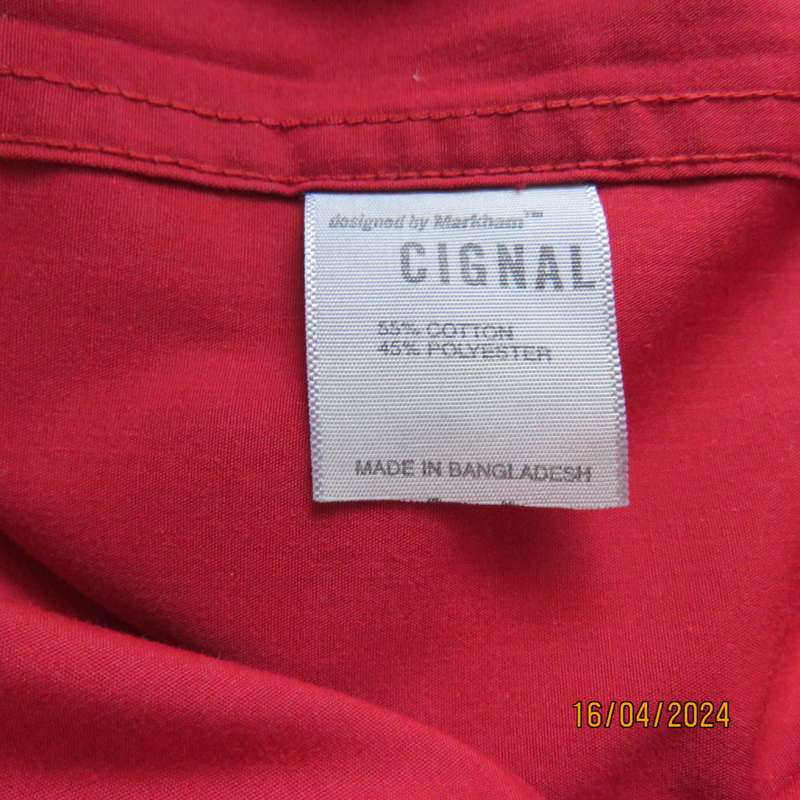 designed by Markham™
CIGNAL
55% COTTON
45% POLYESTER
MADE IN BANGLADESH
16/04/2024